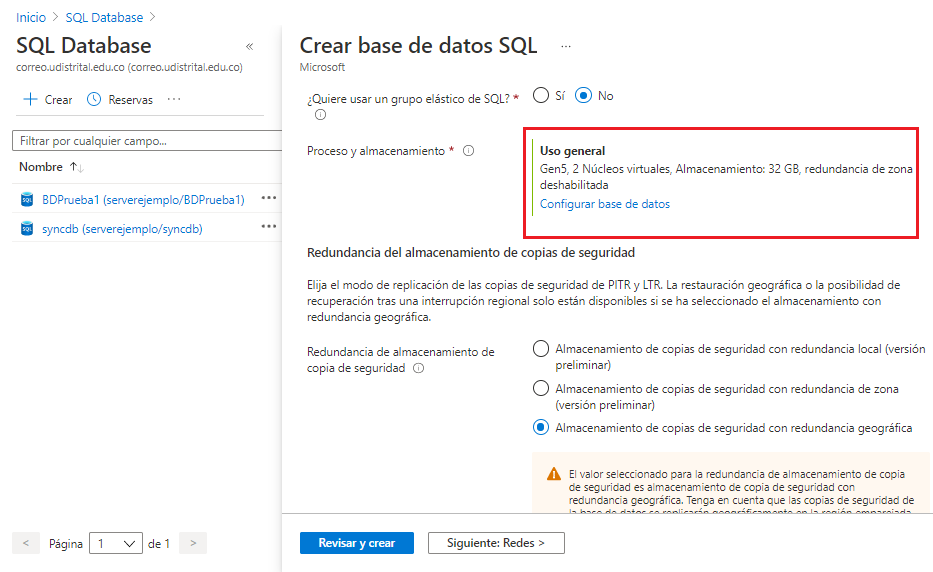 Inicio > SQL Database >
SQL Database «
correo.udistrital.edu.co (correo.udistrital.edu.co)
+ Crear Reservas ...
Filtrar por cualquier campo...
Nombre ↑↓
BDPrueba1 (serverejemplo/BDPrueba1) ...
syncdb (serverejemplo/syncdb) ...
< Página 1 de 1 >
Crear base de datos SQL ...
Microsoft
¿Quiere usar un grupo elástico de SQL? * Sí No
Proceso y almacenamiento *
Uso general
Gen5, 2 Núcleos virtuales, Almacenamiento: 32 GB, redundancia de zona
deshabilitada
Configurar base de datos
Redundancia del almacenamiento de copias de seguridad
Elija el modo de replicación de las copias de seguridad de PITR y LTR. La restauración geográfica o la posibilidad de
recuperación tras una interrupción regional solo están disponibles si se ha seleccionado el almacenamiento con
redundancia geográfica.
Redundancia de almacenamiento de
copia de seguridad
Almacenamiento de copias de seguridad con redundancia local (versión
preliminar)
Almacenamiento de copias de seguridad con redundancia de zona
(versión preliminar)
Almacenamiento de copias de seguridad con redundancia geográfica
El valor seleccionado para la redundancia de almacenamiento de copia
de seguridad es almacenamiento de copia de seguridad con
redundancia geográfica. Tenga en cuenta que las copias de seguridad de
la base de datos se replicarán geográficamente en la región emparejada
Revisar y crear
Siguiente: Redes >